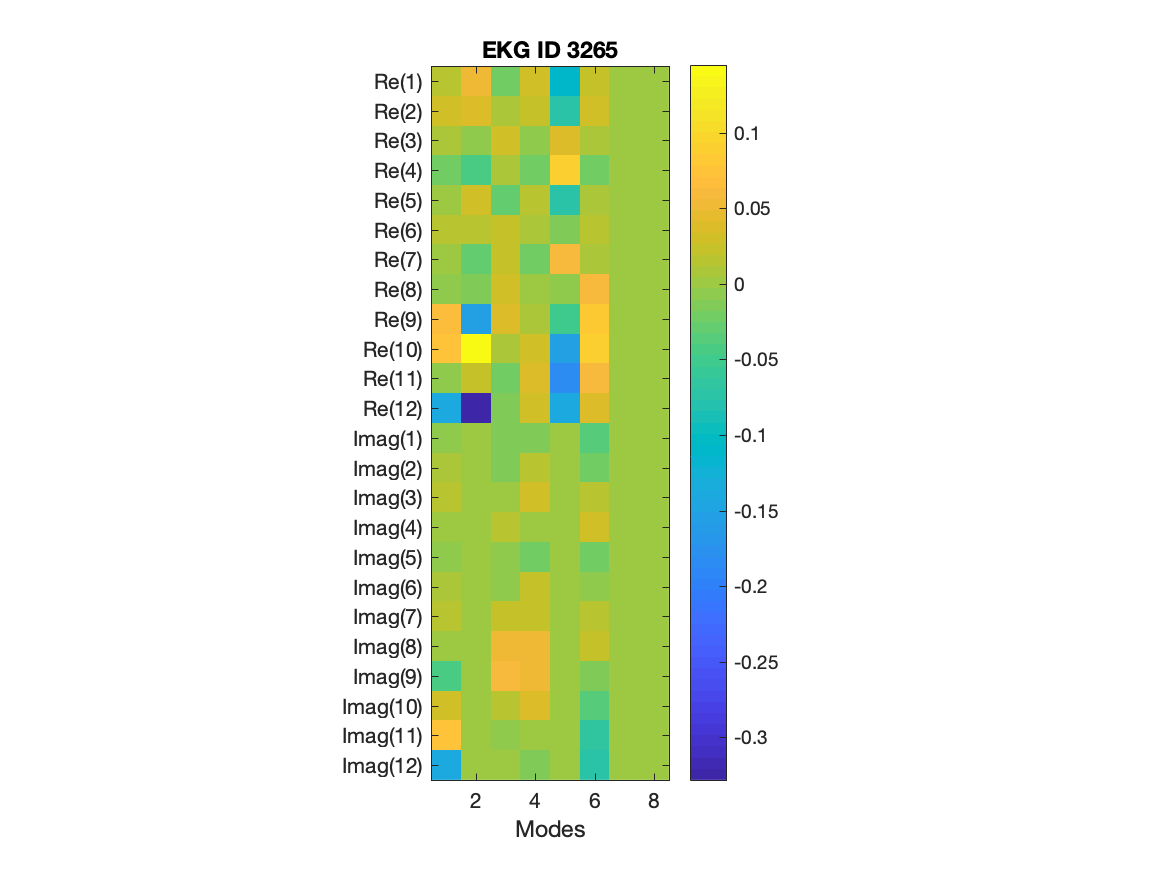 EKG ID 3265
Re(1)
Re(2)
Re(3)
Re(4)
Re(5)
Re(6)
Re(7)
Re(8)
Re(9)
Re(10)
Re(11)
Re(12)
Imag(1)
Imag(2)
Imag(3)
Imag(4)
Imag(5)
Imag(6)
Imag(7)
Imag(8)
Imag(9)
Imag(10)
Imag(11)
Imag(12)
2 4 6 8
Modes
0.1
0.05
0
-0.05
-0.1
-0.15
-0.2
-0.25
-0.3